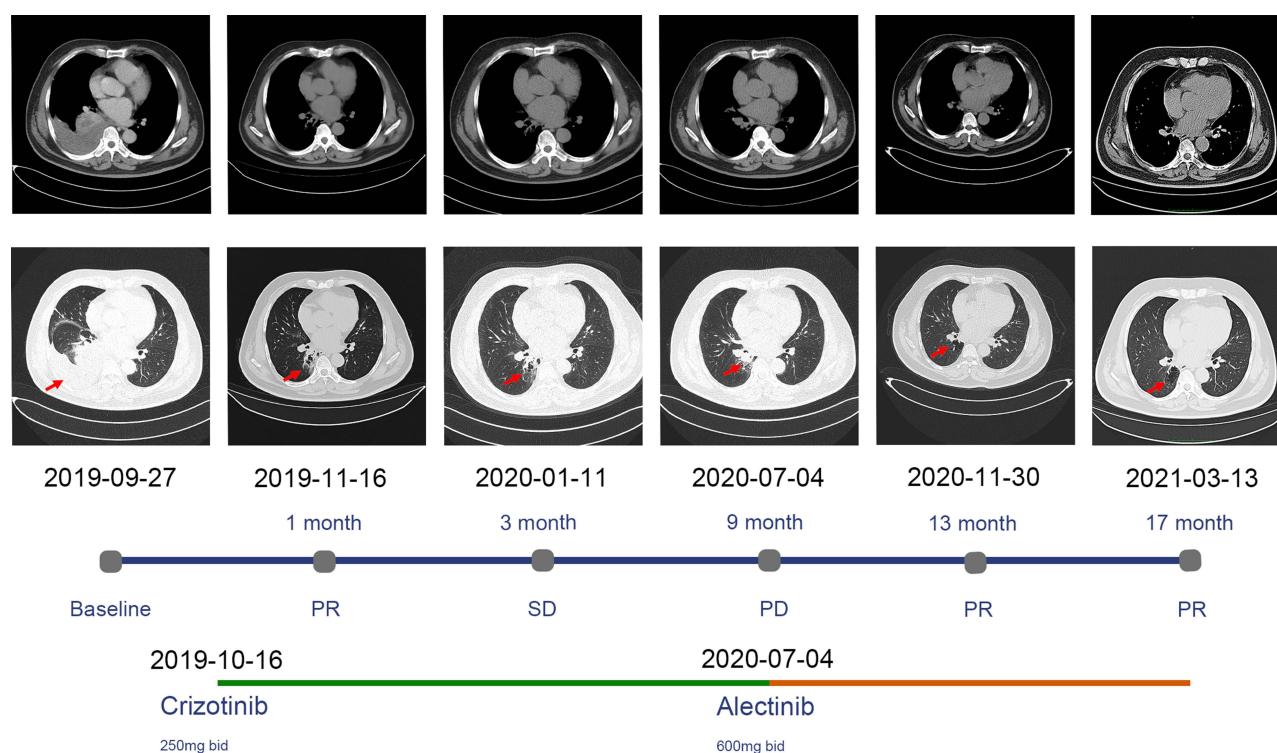 2019-09-27 2019-11-16 2020-01-11 2020-07-04 2020-11-30 2021-03-13
1 month 3 month 9 month 13 month 17 month
Baseline PR SD PD PR PR
2019-10-16 2020-07-04
Crizotinib Alectinib
250mg bid 600mg bid